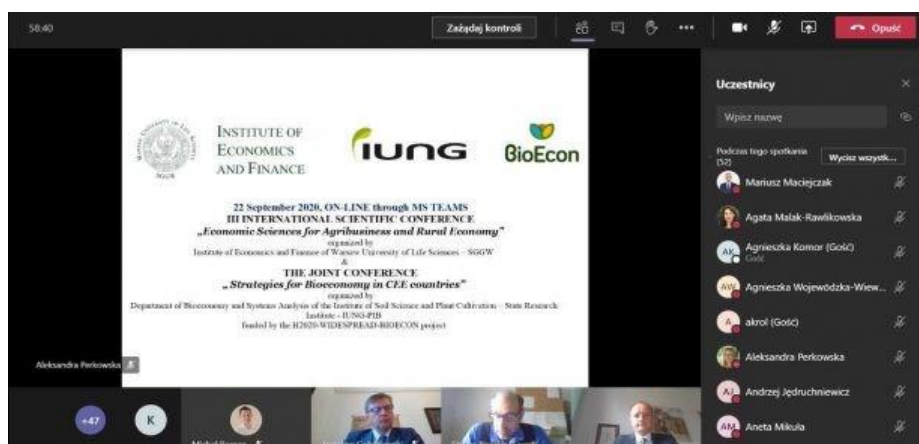 58:40
Zażądaj kontroli
Opuść
INSTITUTE OF
ECONOMICS
AND FINANCE
SGGW
IUNG
BioEcon
22 September 2020, ON-LINE through MS TEAMS
III INTERNATIONAL SCIENTIFIC CONFERENCE
„Economic Sciences for Agribusiness and Rural Economy”
organized by
Institute of Economics and Finance of Warsaw University of Life Sciences – SGGW
&
THE JOINT CONFERENCE
„Strategies for Bioeconomy in CEE countries”
organized by
Department of Bioeconomy and Systems Analysis of the Institute of Soil Science and Plant Cultivation – State Research
Institute - IUNG-PIB
funded by the H2020-WIDESPREAD-BIOECON project
Aleksandra Perkowska
+47
K
Uczestnicy
Wpisz nazwę
Podczas tego spotkania
(52)
Wycisz wszystk...
Mariusz Maciejczak
Agata Malak-Rawlikowska
AK
Agnieszka Komor (Gość)
Gość
AW
Agnieszka Wojewódzka-Wiew...
A
akrol (Gość)
Aleksandra Perkowska
AJ
Andrzej Jędruchniewicz
AM
Aneta Mikuła